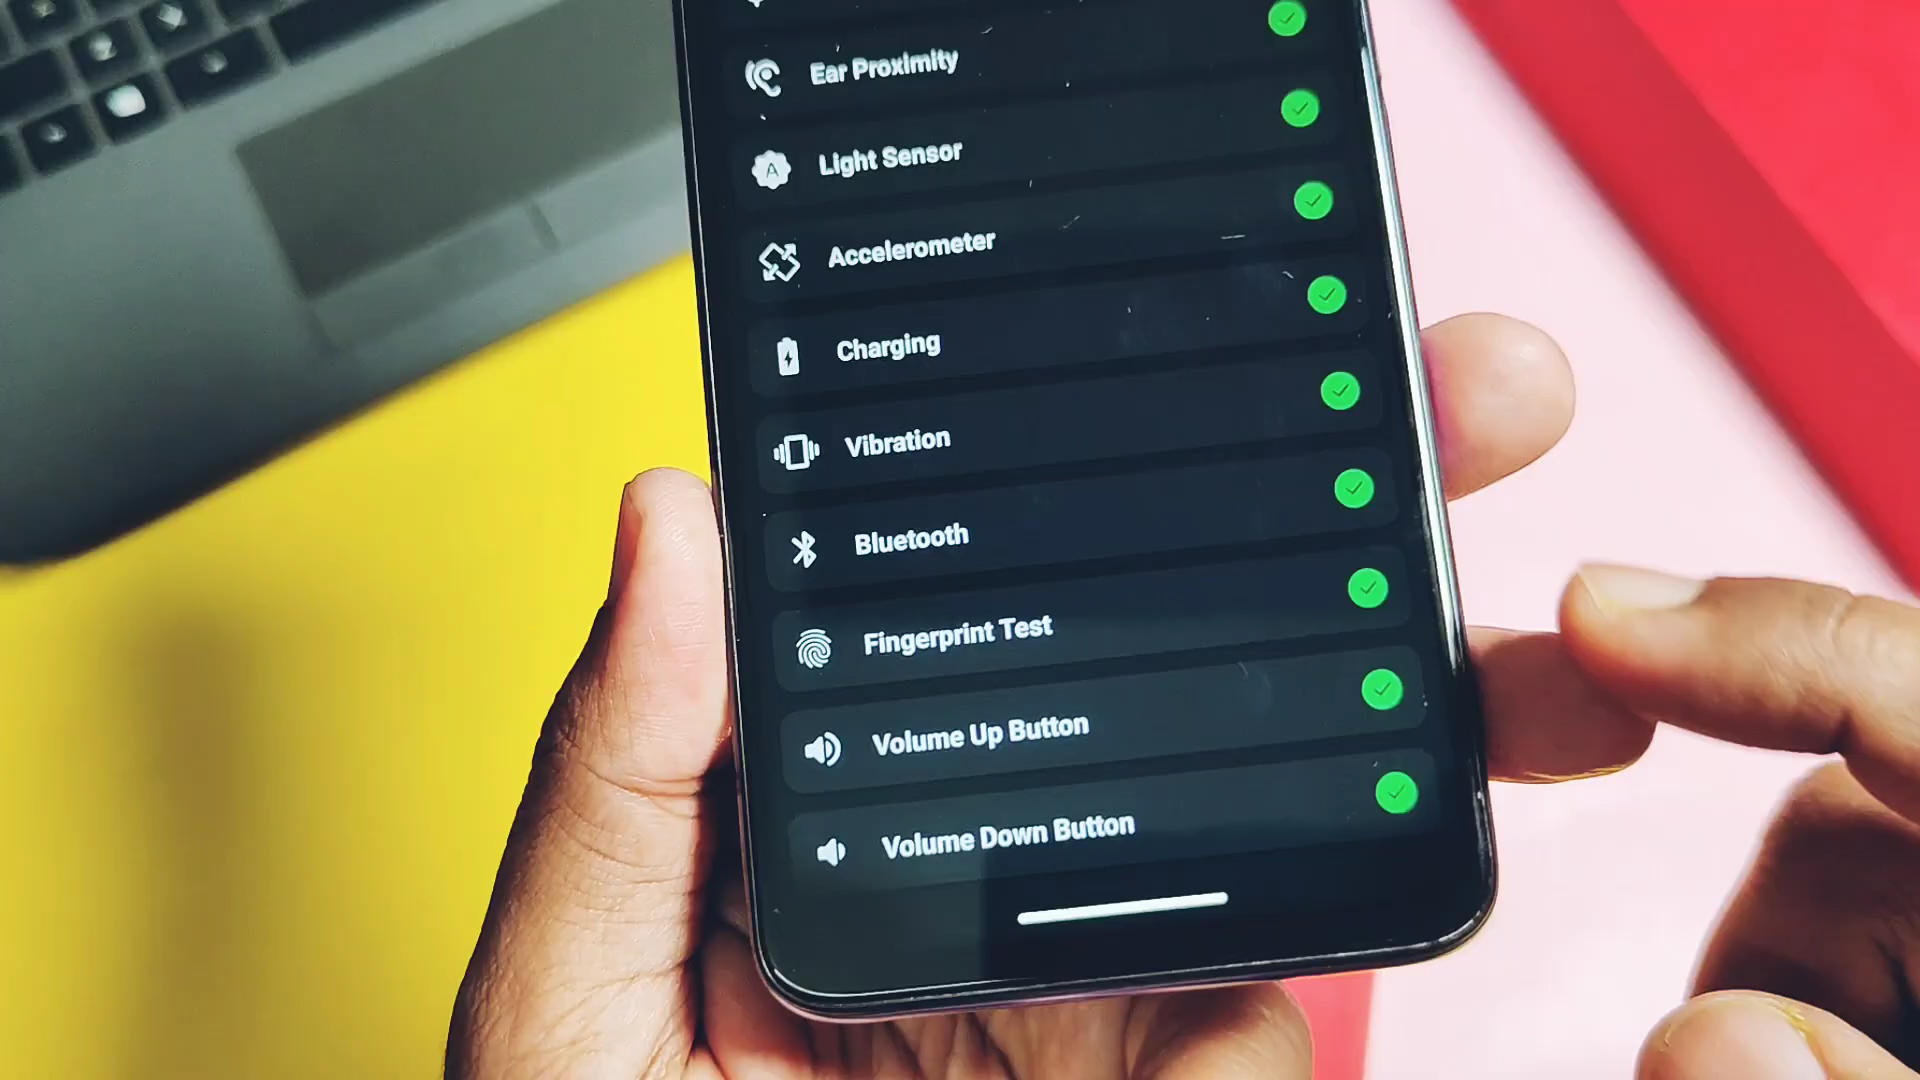 Ear Proximity
Light Sensor
Accelerometer
Charging
Vibration
Bluetooth
Fingerprint Test
Volume Up Button
Volume Down Button